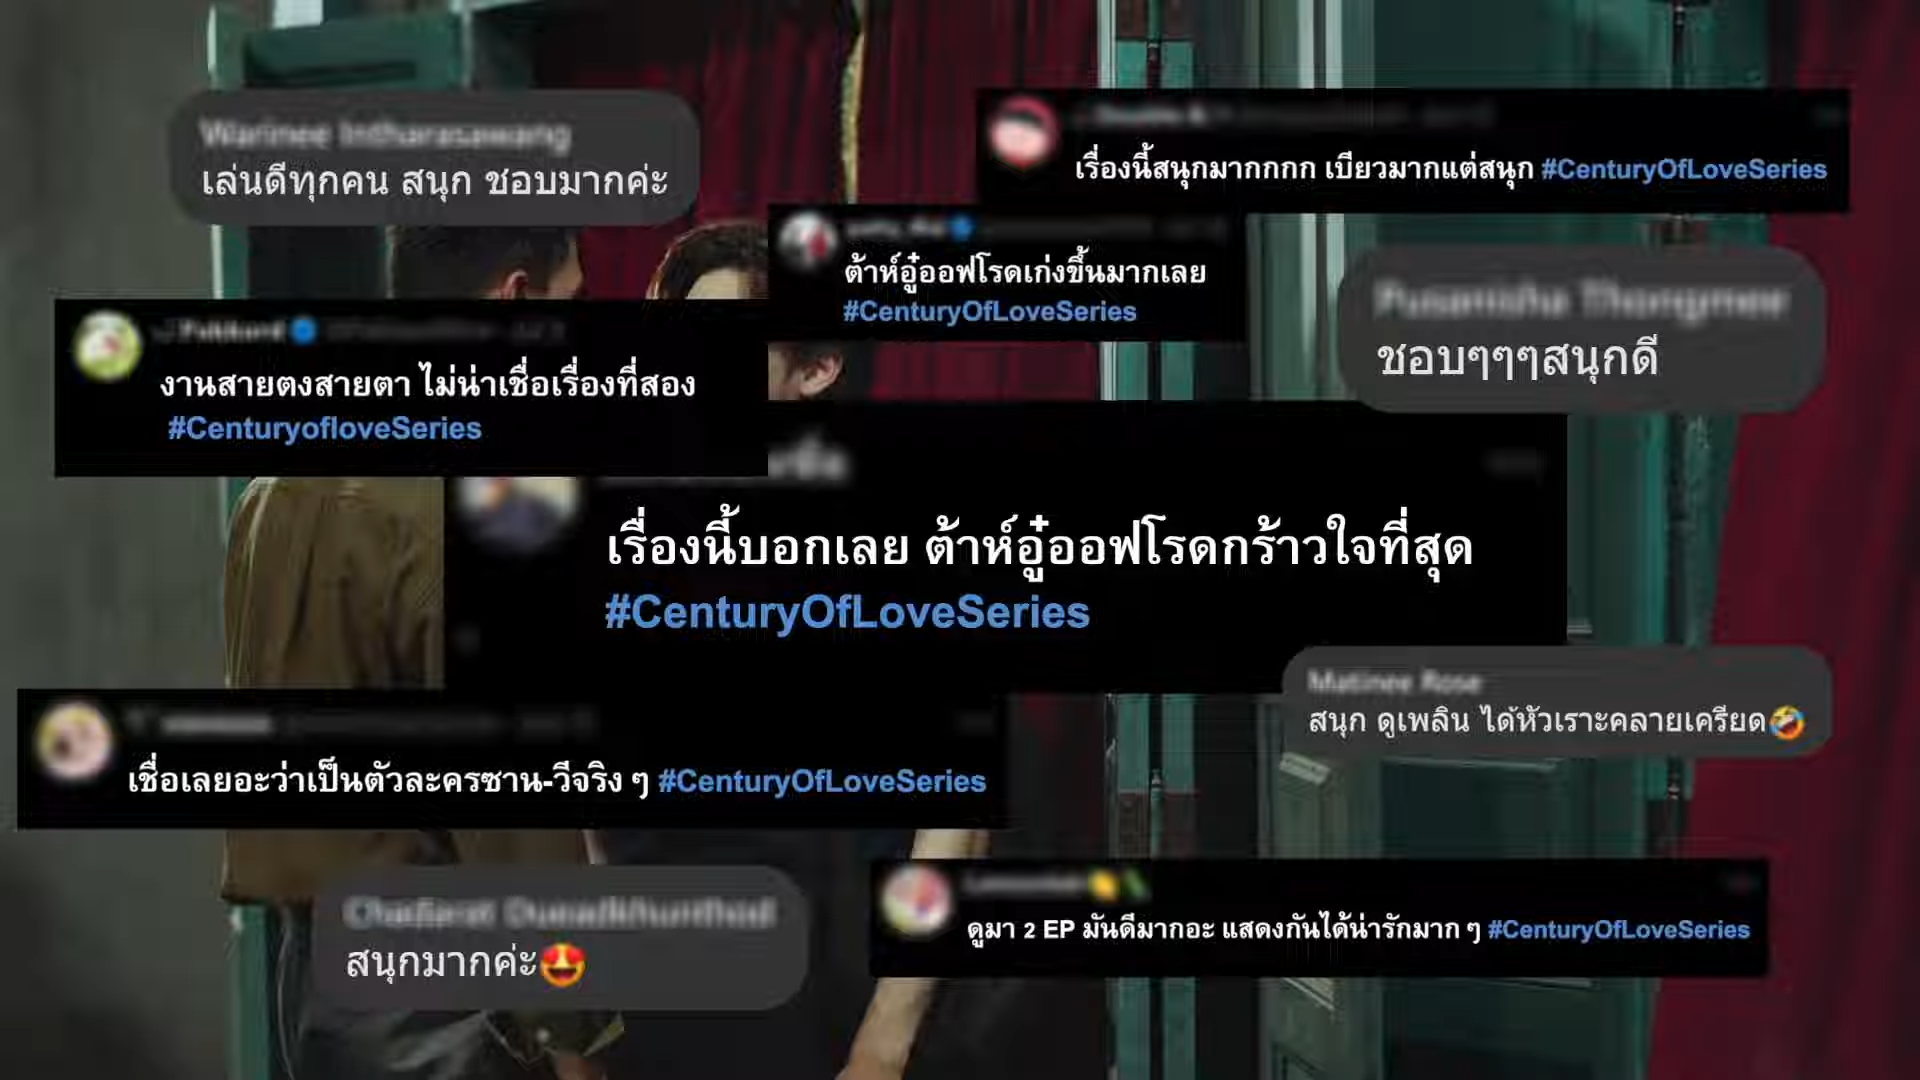 เล่นดีทุกคน สนุก ชอบมากค่ะ
เรื่องนี้สนุกมากกกก เบียวมากแต่สนุก #CenturyOfLoveSeries
ต้าห์อู๋ออฟโรดเก่งขึ้นมากเลย
#CenturyOfLoveSeries
ชอบๆๆๆสนุกดี
งานสายตงสายตา ไม่น่าเชื่อเรื่องที่สอง
#CenturyofloveSeries
เรื่องนี้บอกเลย ต้าห์อู๋ออฟโรดกร้าวใจที่สุด
#CenturyOfLoveSeries
Matinee Rose
สนุก ดูเพลิน ได้หัวเราะคลายเครียด🤣
เชื่อเลยอะว่าเป็นตัวละครซาน-วีจริง ๆ #CenturyOfLoveSeries
สนุกมากค่ะ😍
ดูมา 2 EP มันดีมากอะ แสดงกันได้น่ารักมาก ๆ #CenturyOfLoveSeries